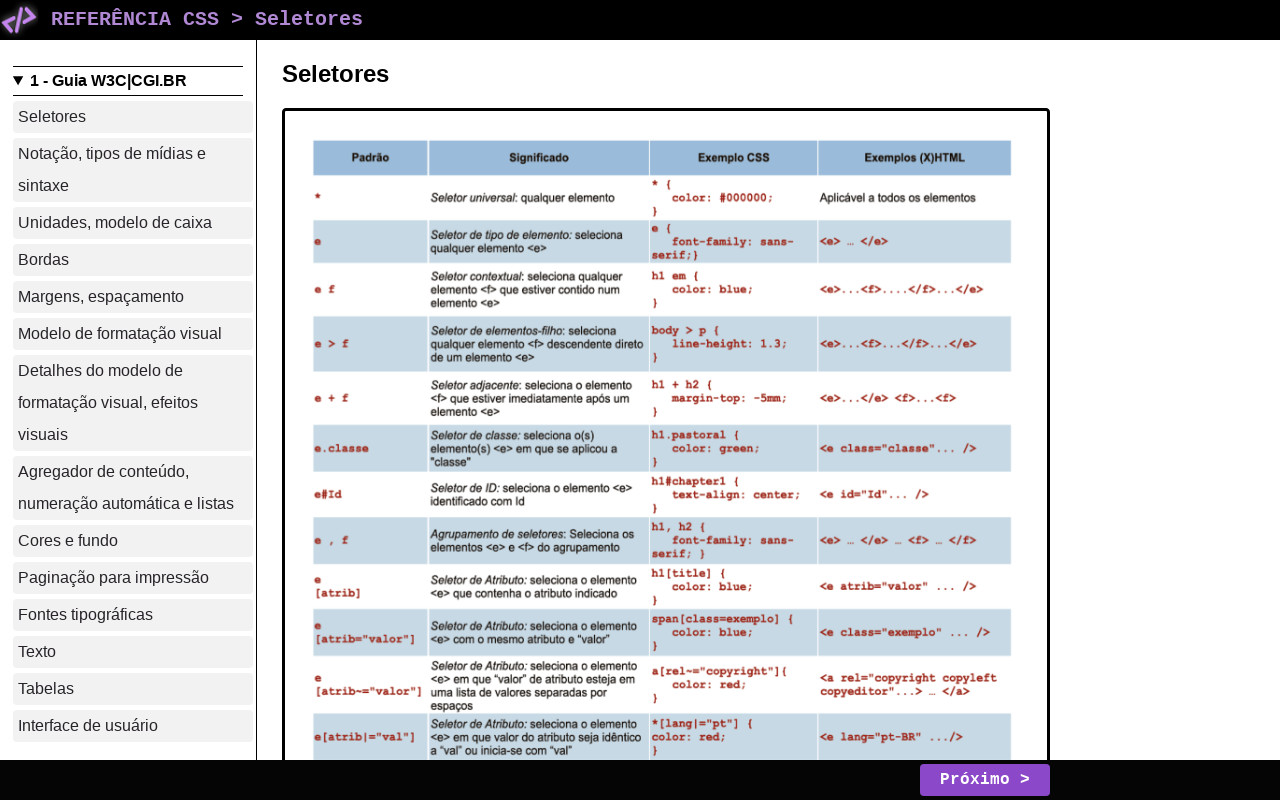 </> REFERÊNCIA CSS > Seletores
▼ 1 - Guia W3C|CGI.BR
Seletores
Notação, tipos de mídias e
sintaxe
Unidades, modelo de caixa
Bordas
Margens, espaçamento
Modelo de formatação visual
Detalhes do modelo de
formatação visual, efeitos
visuais
Agregador de conteúdo,
numeração automática e listas
Cores e fundo
Paginação para impressão
Fontes tipográficas
Texto
Tabelas
Interface de usuário
Seletores
Padrão Significado Exemplo CSS Exemplos (X)HTML
*
Seletor universal: qualquer elemento
* {
color: #000000;
}
Aplicável a todos os elementos
e
Seletor de tipo de elemento: seleciona
qualquer elemento <e>
e {
font-family: sans-
serif;}
<e> … </e>
e f
Seletor contextual: seleciona qualquer
elemento <f> que estiver contido num
elemento <e>
h1 em {
color: blue;
}
<e>...<f>....</f>...</e>
e > f
Seletor de elementos-filho: seleciona
qualquer elemento <f> descendente direto
de um elemento <e>
body > p {
line-height: 1.3;
}
<e>...<f>...</f>...</e>
e + f
Seletor adjacente: seleciona o elemento
<f> que estiver imediatamente após um
elemento <e>
h1 + h2 {
margin-top: -5mm;
}
<e>...</e> <f>...<f>
e.classe
Seletor de classe: seleciona o(s)
elemento(s) <e> em que se aplicou a
"classe"
h1.pastoral {
color: green;
}
<e class="classe"... />
e#Id
Seletor de ID: seleciona o elemento <e>
identificado com Id
h1#chapter1 {
text-align: center;
}
<e id="Id"... />
e , f
Agrupamento de seletores: Seleciona os
elementos <e> e <f> do agrupamento
h1, h2 {
font-family: sans-
serif; }
<e> … </e> … <f> … </f>
e
[atrib]
Seletor de Atributo: seleciona o elemento
<e> que contenha o atributo indicado
h1[title] {
color: blue;
}
<e atrib="valor" ... />
e
[atrib="valor"]
Seletor de Atributo: seleciona o elemento
<e> com o mesmo atributo e “valor”
span[class=exemplo] {
color: blue;
}
<e class="exemplo" ... />
e
[atrib~="valor"]
Seletor de Atributo: seleciona o elemento
<e> em que “valor” de atributo esteja em
uma lista de valores separadas por
espaços
a[rel~="copyright"]{
color: red;
}
<a rel="copyright copyleft
copyeditor"...> … </a>
e[atrib|="val"]
Seletor de Atributo: seleciona o elemento
<e> em que valor do atributo seja idêntico
a “val” ou inicia-se com “val”
*[lang|="pt"] {
color: red;
}
<e lang="pt-BR" .../>
Próximo >